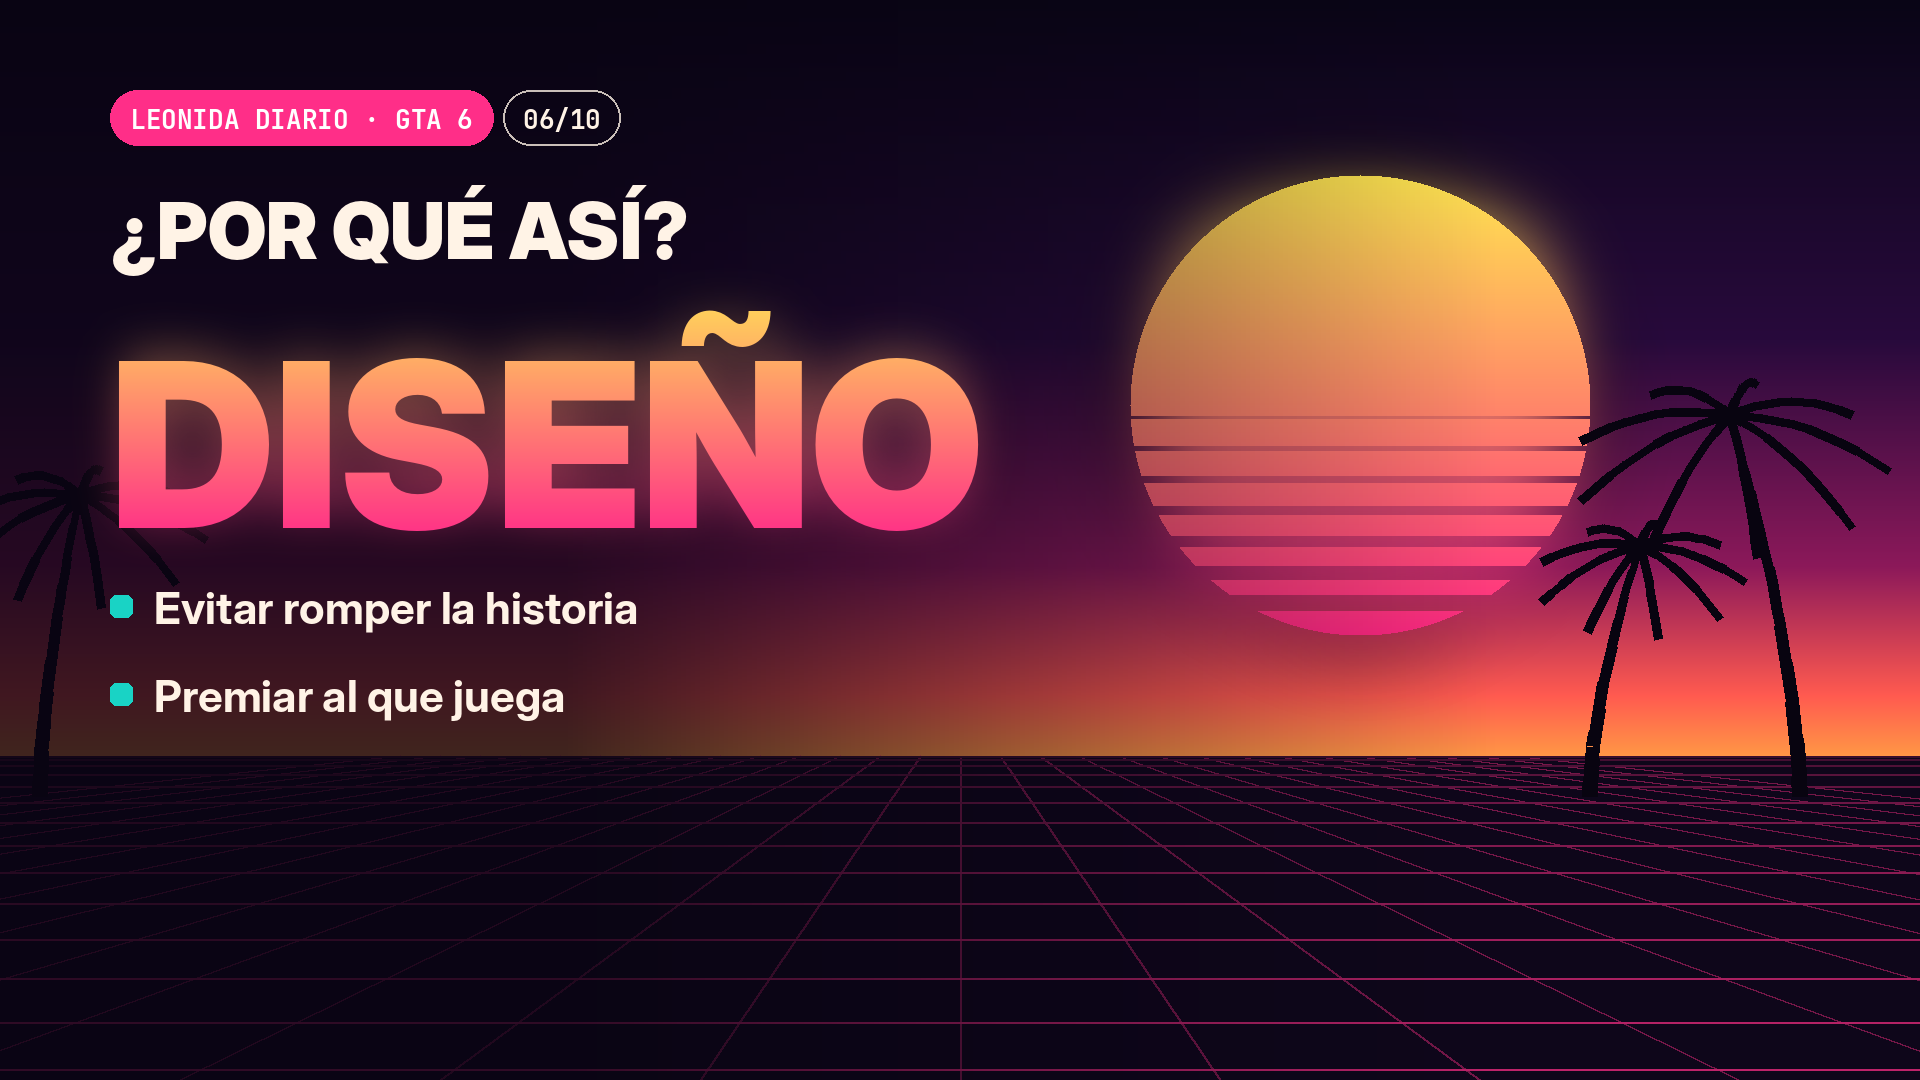 LEONIDA DIARIO · GTA 6
06/10
¿POR QUÉ ASÍ?
DISEÑO
Evitar romper la historia
Premiar al que juega